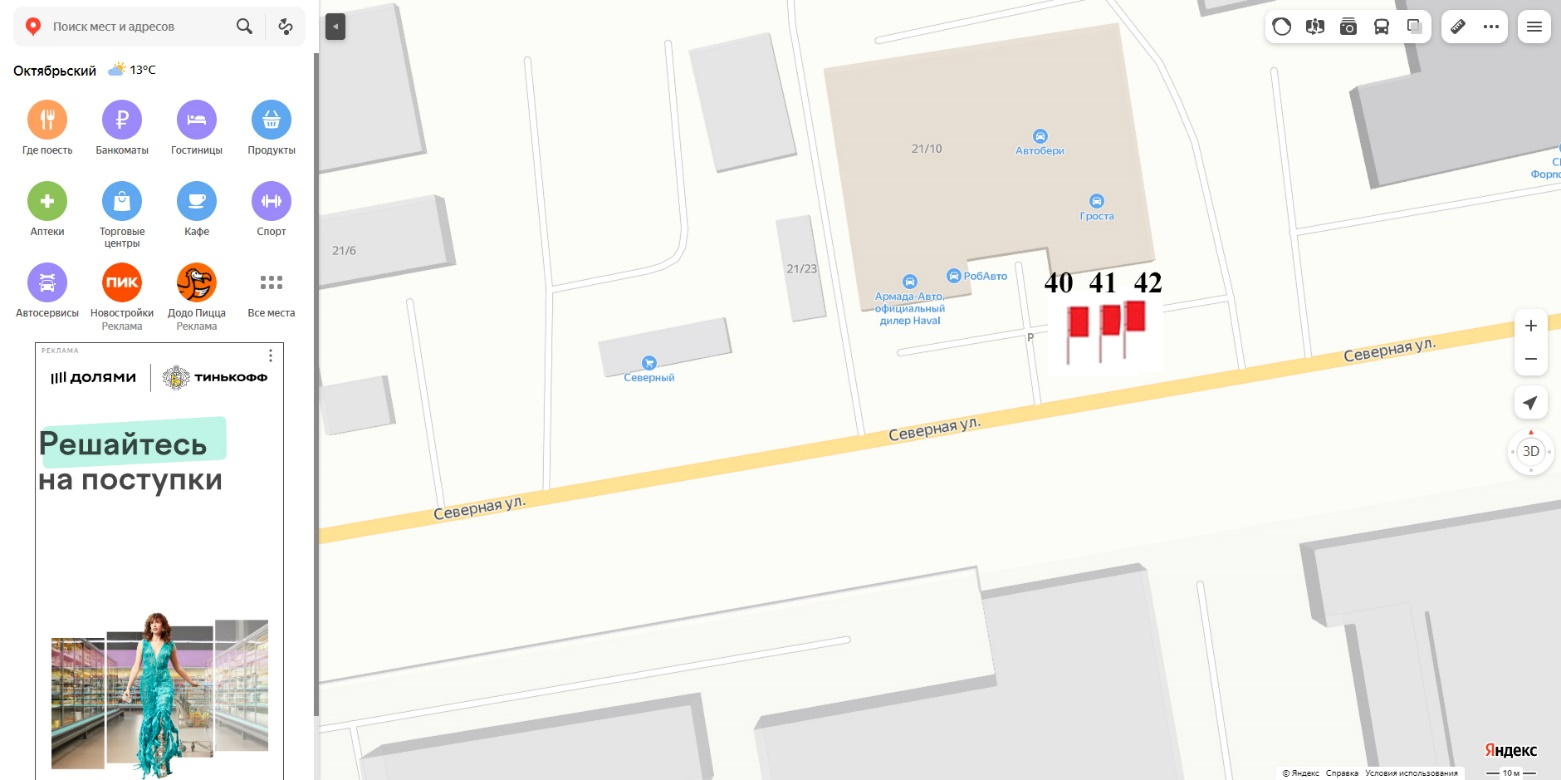 Поиск мест и адресов
Октябрьский 13°C
Где поесть
Банкоматы
Гостиницы
Продукты
Аптеки
Торговые
центры
Кафе
Спорт
Автосервисы
ПИК
Новостройки
Реклама
Додо Пицца
Реклама
Все места
РЕКЛАМА
долями
ТИНЬКОФФ
Решайтесь
на поступки
21/10
Автобери
Гроста
21/6
21/23
РобАвто
Армада-Авто,
официальный
дилер Haval
40 41 42
P
Северный
Северная ул.
Северная ул.
Северная ул.
3D
Яндекс
© Яндекс Справка Условия использования
10 м